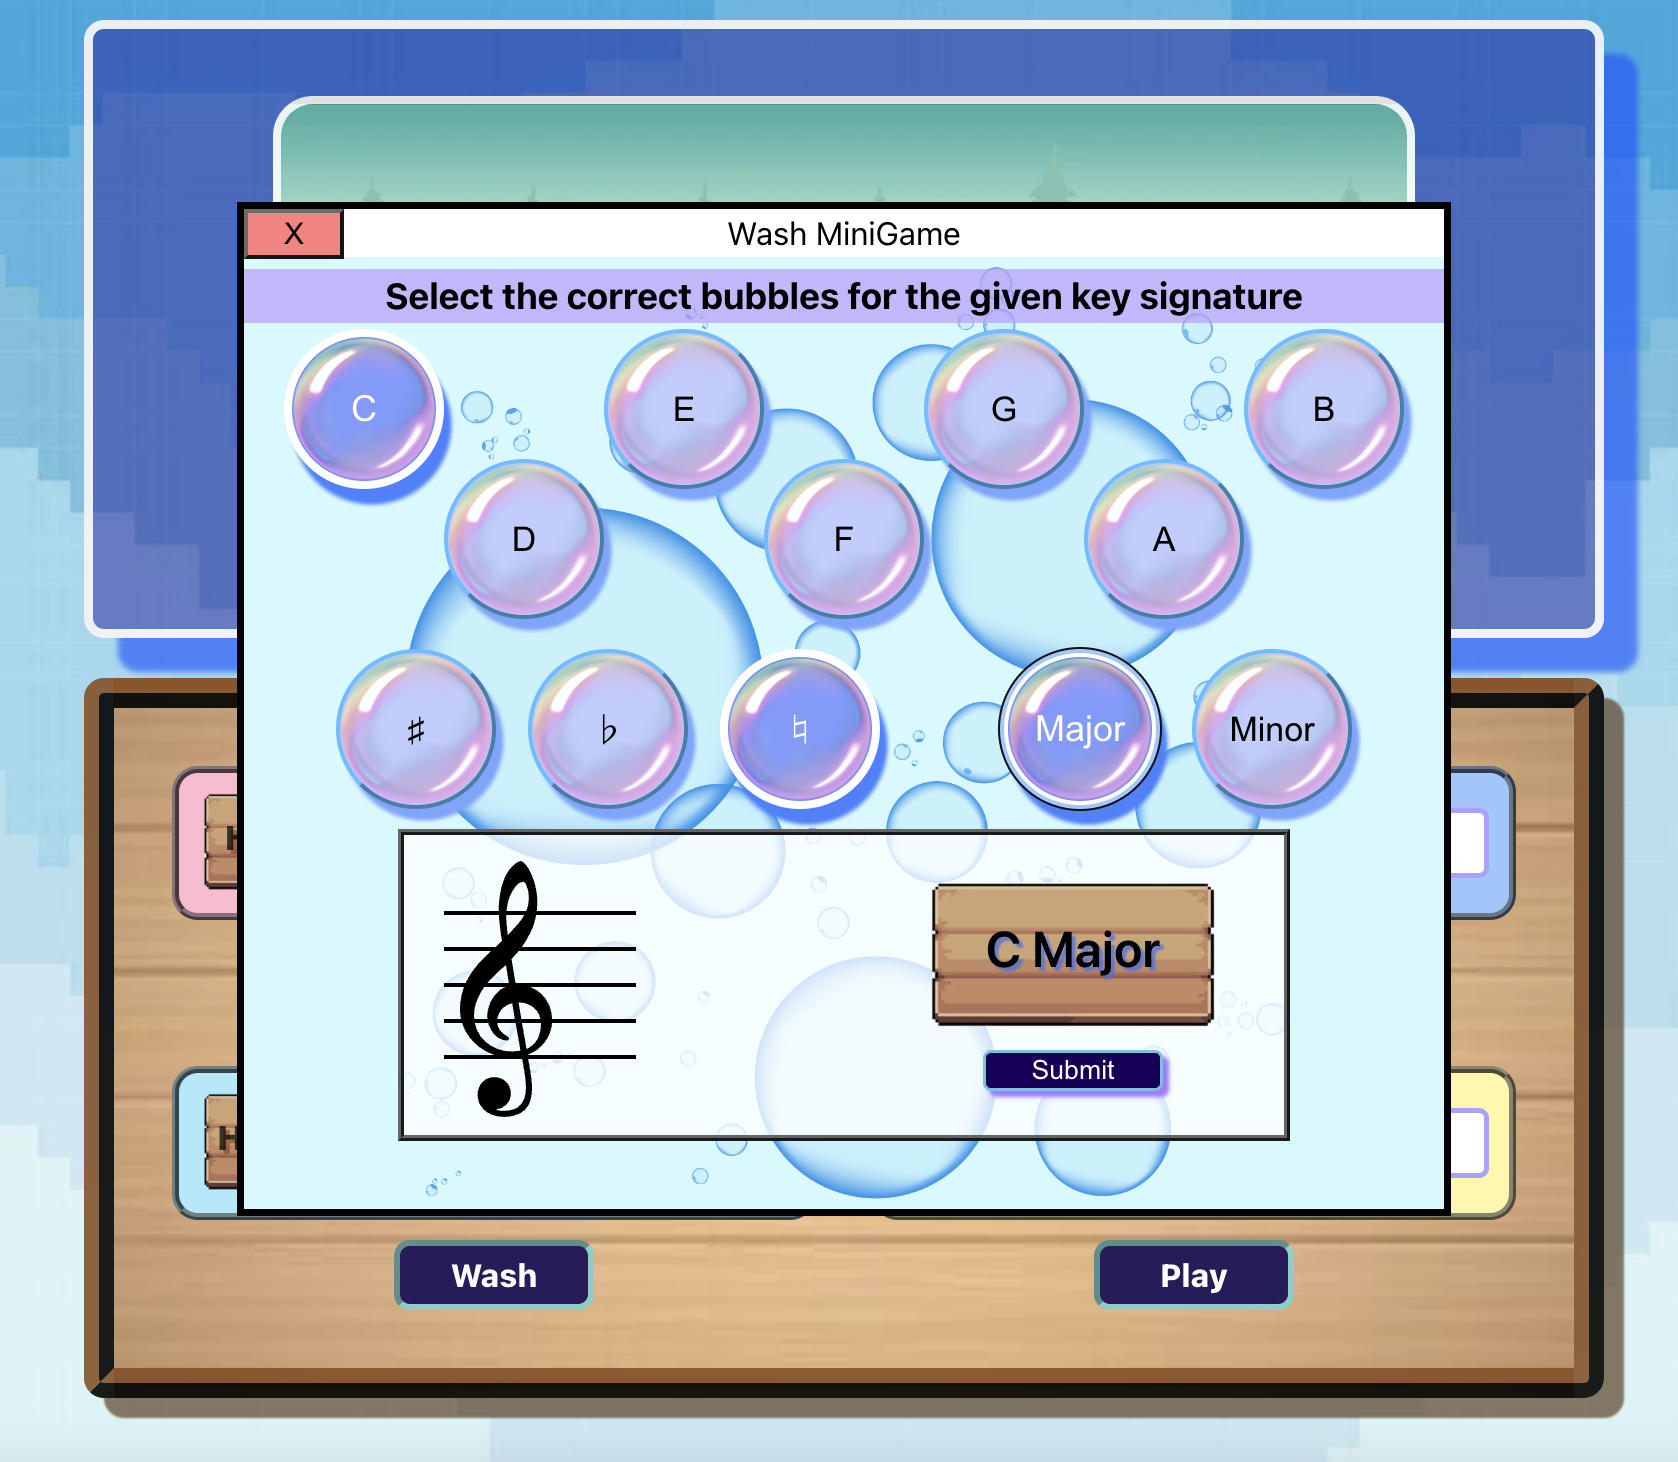 X
Wash MiniGame
Select the correct bubbles for the given key signature
C
E
G
B
D
F
A
♯
♭
♮
Major
Minor
C Major
Submit
Wash
Play